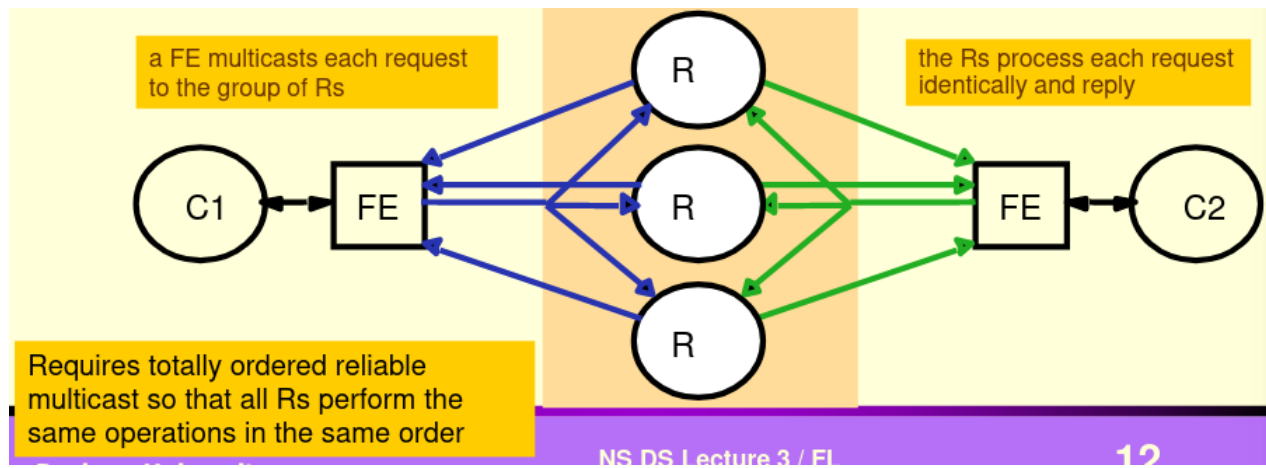 a FE multicasts each request
to the group of Rs
the Rs process each request
identically and reply
R
C1
FE
R
FE
C2
R
Requires totally ordered reliable
multicast so that all Rs perform the
same operations in the same order
NS DS Lecture 3 /
12